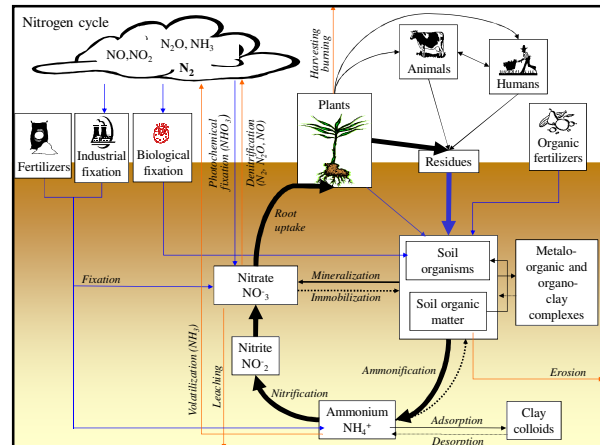 Nitrogen cycle
N2O, NH3
NO,NO2
N2
Harvesting
burning
Animals
Humans
Plants
Fertilizers
Industrial
fixation
Biological
fixation
Photochemical
fixation (NHO3)
Denitrification
(N2, N2O, NO)
Residues
Organic
fertilizers
Root
uptake
Soil
organisms
Soil organic
matter
Metalo-
organic and
organo-
clay
complexes
Fixation
Nitrate
NO-3
Mineralization
Immobilization
Nitrite
NO-2
Volatilization (NH3)
Leaching
Ammonification
Erosion
Nitrification
Ammonium
NH4+
Adsorption
Desorption
Clay
colloids